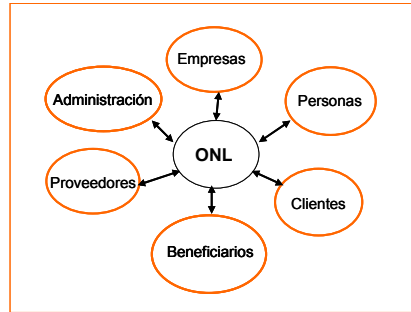 Empresas
Administración
Personas
ONL
Proveedores
Clientes
Beneficiarios